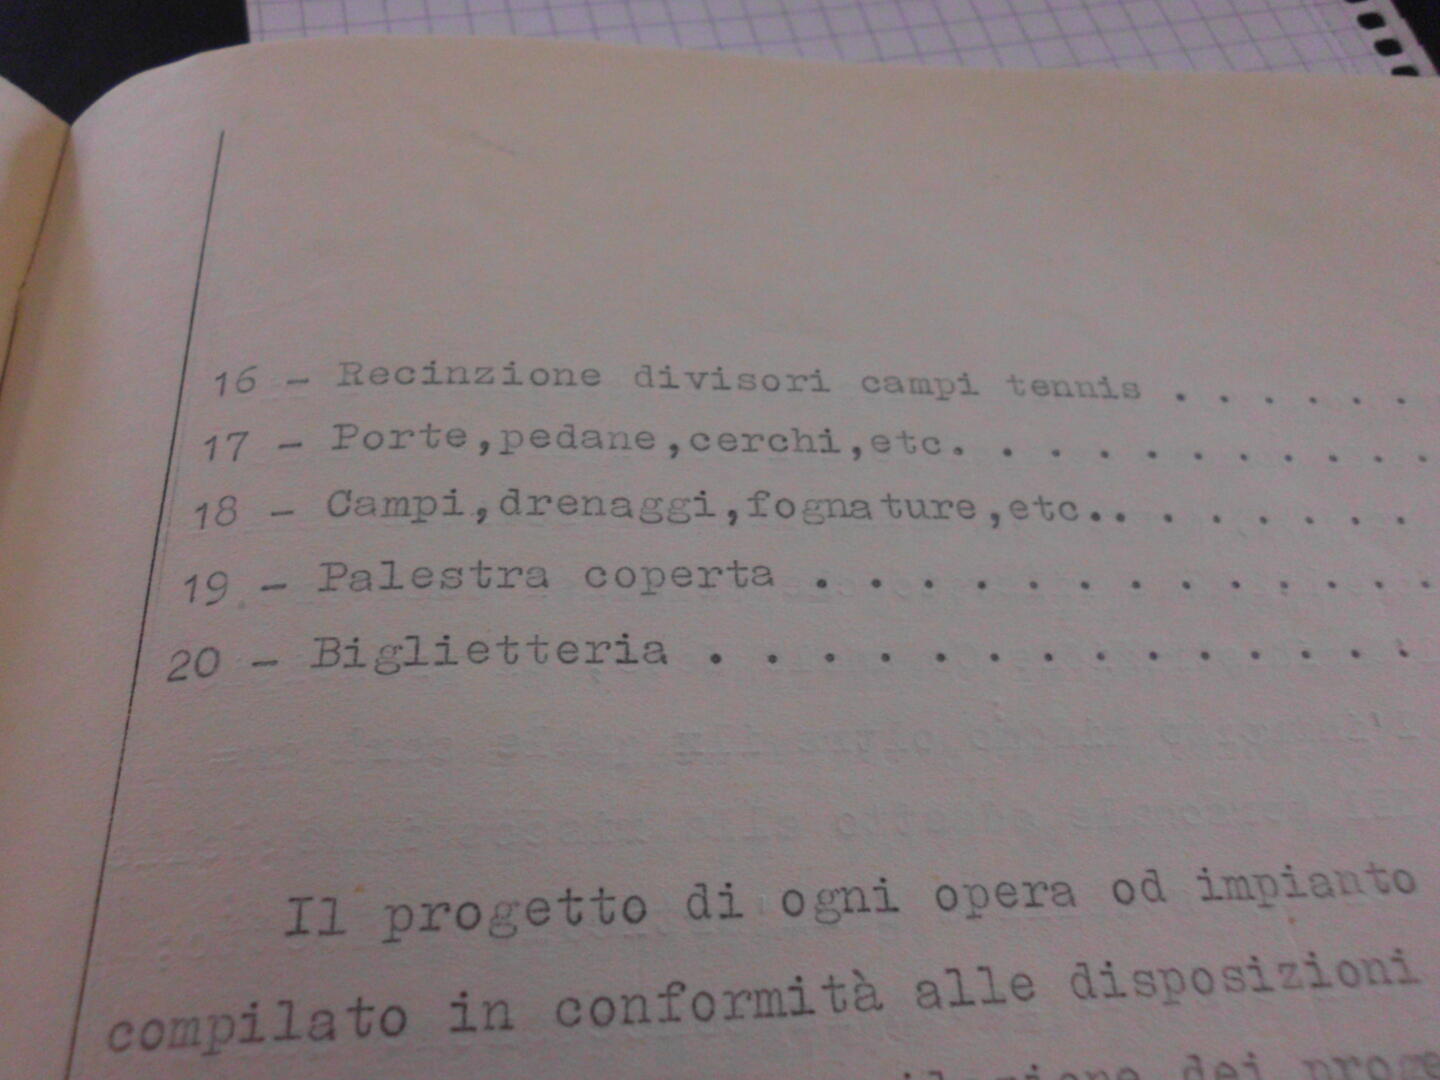 16 - Recinzione divisori campi tennis . . . . . .
17 - Porte,pedane,cerchi,etc. . . . . . . . . . .
18 - Campi,drenaggi,fognature,etc.. . . . . . .
19 - Palestra coperta . . . . . . . . . . . .
20 - Biglietteria . . . . . . . . . . . . . .
Il progetto di ogni opera od impianto
compilato in conformità alle disposizioni
dei